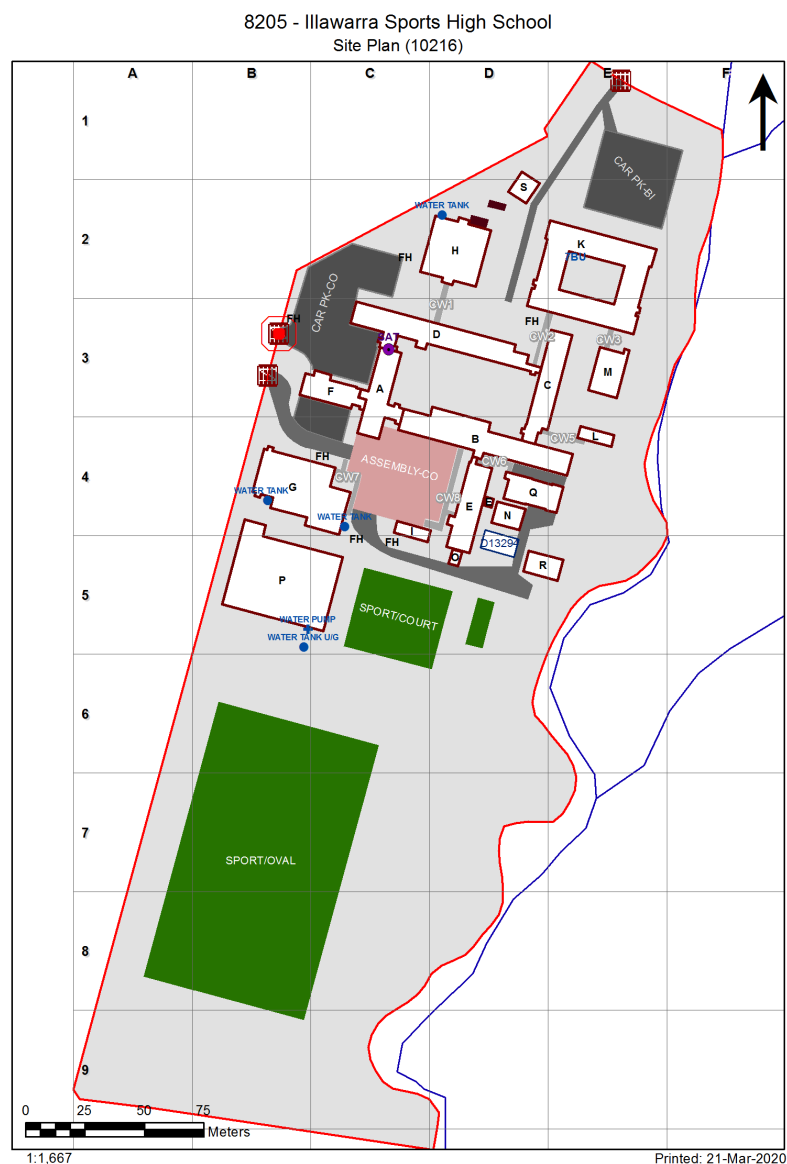 8205 - Illawarra Sports High School
Site Plan (10216)
A B C D E F
1
CAR PK-BI
S
WATER TANK
2
H
K
TBU
FH
CAR PK-CO
CW1
FH
FH
D
CW2
CW3
3
A
F
C
M
B
CW5
L
FH
ASSEMBLY-CO
CW6
4
CW7
G
WATER TANK
CW8
Q
E
N
WATER TANK
I
FH
FH
D13294
O
R
P
5
SPORT/COURT
WATER PUMP
WATER TANK U/G
6
7
SPORT/OVAL
8
9
0 25 50 75
Meters
1:1,667
Printed: 21-Mar-2020